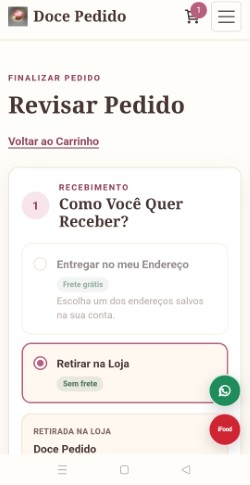 Doce Pedido
1
FINALIZAR PEDIDO
Revisar Pedido
Voltar ao Carrinho
1
RECEBIMENTO
Como Você Quer
Receber?
Entregar no meu Endereço
Frete grátis
Escolha um dos endereços salvos
na sua conta.
Retirar na Loja
Sem frete
iFood
RETIRADA NA LOJA
Doce Pedido